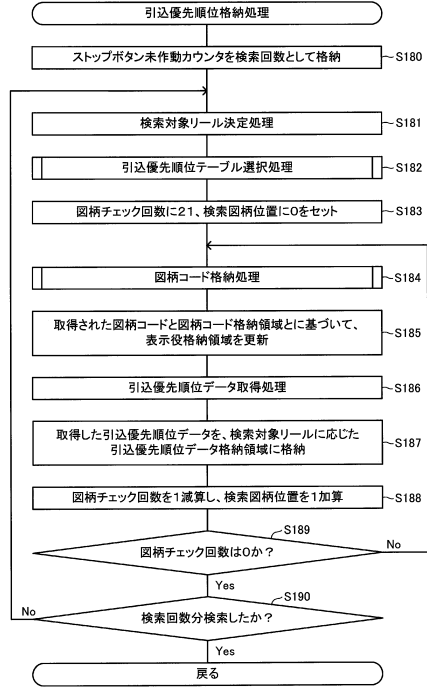 引込優先順位格納処理
ストップボタン未作動カウンタを検索回数として格納
S180
検索対象リール決定処理
S181
引込優先順位テーブル選択処理
S182
図柄チェック回数に21、検索図柄位置に0をセット
S183
図柄コード格納処理
S184
取得された図柄コードと図柄コード格納領域とに基づいて、
表示役格納領域を更新
S185
引込優先順位データ取得処理
S186
取得した引込優先順位データを、検索対象リールに応じた
引込優先順位データ格納領域に格納
S187
図柄チェック回数を1減算し、検索図柄位置を1加算
S188
S189
図柄チェック回数は0か？
No
Yes
S190
No
検索回数分検索したか？
Yes
戻る